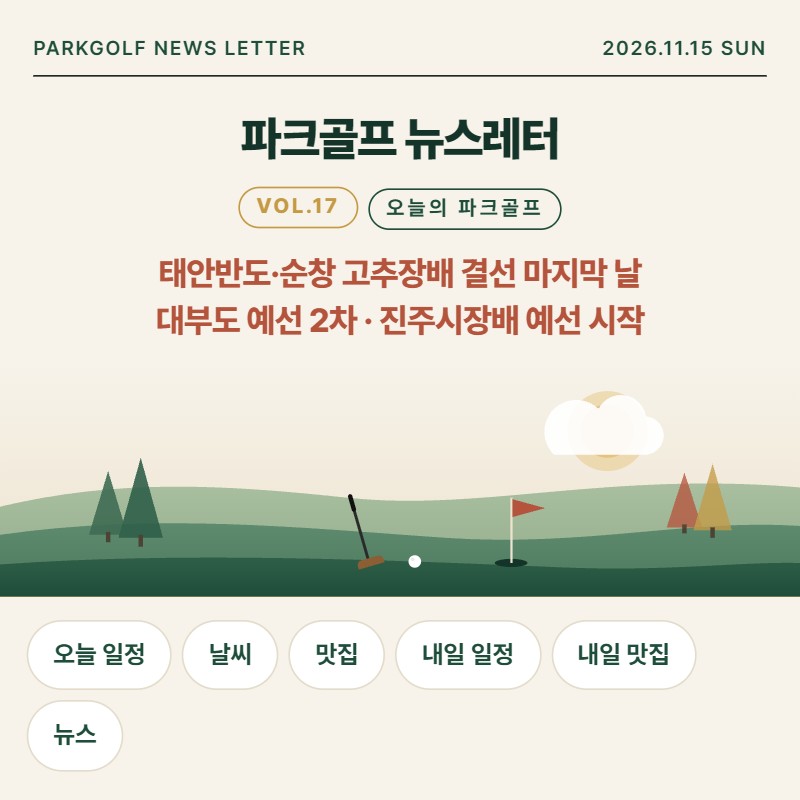 PARKGOLF NEWS LETTER 2026.11.15 SUN
파크골프 뉴스레터
VOL.17 오늘의 파크골프
태안반도·순창 고추장배 결선 마지막 날
대부도 예선 2차 · 진주시장배 예선 시작
오늘 일정 날씨 맛집 내일 일정 내일 맛집
뉴스